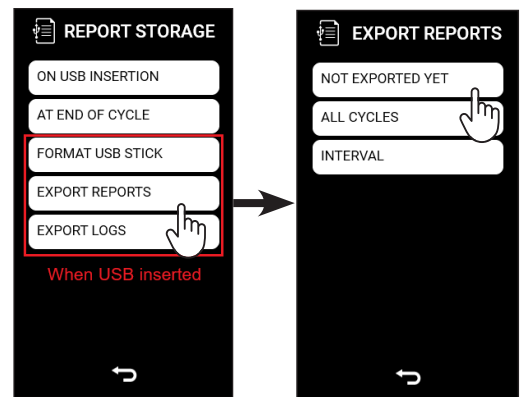 REPORT STORAGE
ON USB INSERTION
AT END OF CYCLE
FORMAT USB STICK
EXPORT REPORTS
EXPORT LOGS
When USB inserted
EXPORT REPORTS
NOT EXPORTED YET
ALL CYCLES
INTERVAL